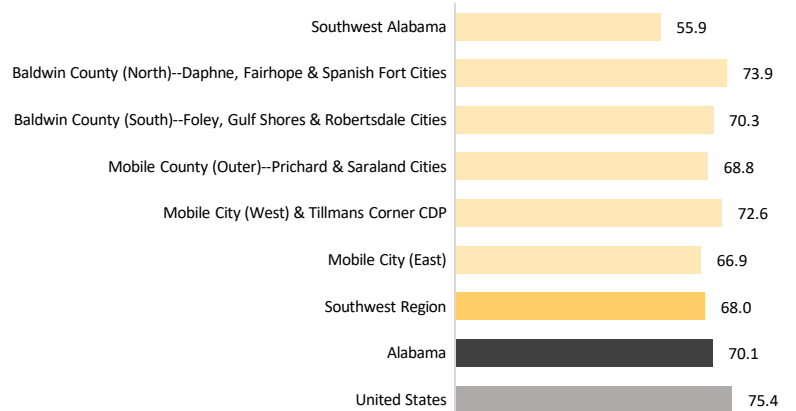 Southwest Alabama 55.9
Baldwin County (North)--Daphne, Fairhope & Spanish Fort Cities 73.9
Baldwin County (South)--Foley, Gulf Shores & Robertsdale Cities 70.3
Mobile County (Outer)--Prichard & Saraland Cities 68.8
Mobile City (West) & Tillmans Corner CDP 72.6
Mobile City (East) 66.9
Southwest Region 68.0
Alabama 70.1
United States 75.4